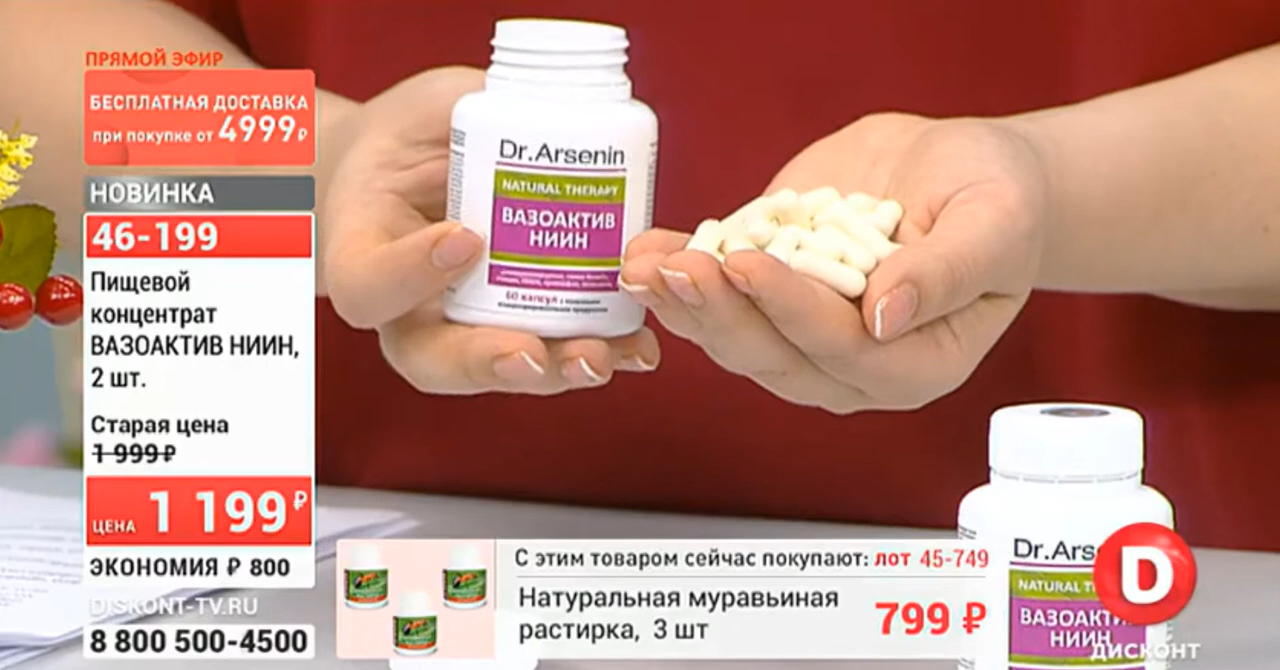 ПРЯМОЙ ЭФИР
БЕСПЛАТНАЯ ДОСТАВКА
при покупке от 4999₽
НОВИНКА
46-199
Пищевой
концентрат
ВАЗОАКТИВ НИИН,
2 шт.
Старая цена
1 999 ₽
ЦЕНА 1 199 ₽
ЭКОНОМИЯ ₽ 800
DISKONT-TV.RU
8 800 500-4500
Dr.Arsenin
NATURAL THERAPY
ВАЗОАКТИВ
НИИН
60 капсул
С этим товаром сейчас покупают: лот 45-749
Натуральная муравьиная
растирка, 3 шт
799 ₽
Dr.Arse
NATURAL T
ВАЗОАКТИ
НИИН
D
ДИСКОНТ